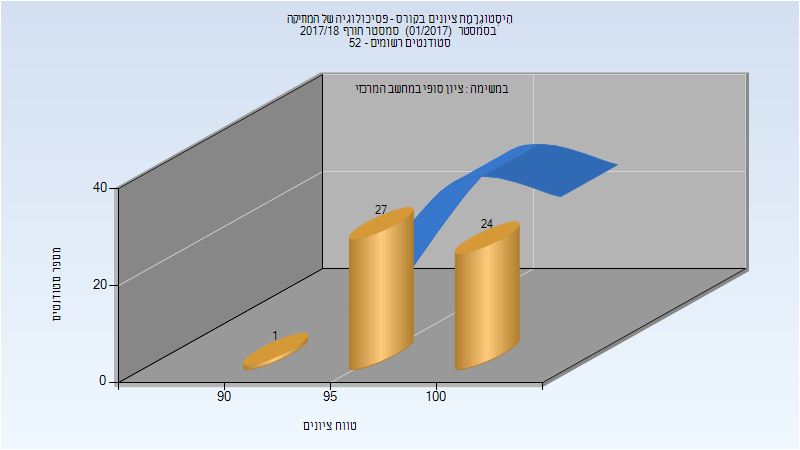 היסטוגרמת ציונים בקורס - פסיכולוגיה של המוזיקה
בסמסטר (01/2017) סמסטר חורף 2017/18
סטודנטים רשומים - 52
במשימה : ציון סופי במחשב המרכזי
27
24
1
40
20
0
מספר סטודנטים
90
95
100
טווח ציונים